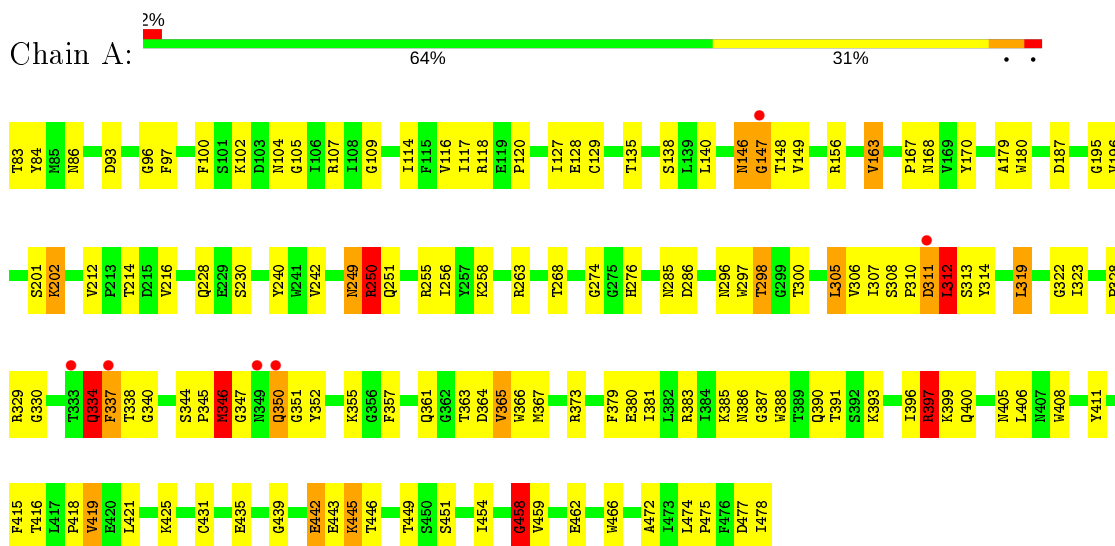 2%
Chain A:
64% 31% • •
T83 Y84 M85 N86 D93 G96 F97 F100 S101 K102 D103 N104 G105 I106 R107 I108 G109 I114 F115 V116 I117 R118 E119 P120 I127 E128 C129 T135 S138 L139 L140 N146 G147 T148 V149 R156 V163 P167 N168 V169 Y170 A179 W180 D187 G195
S201 K202 V212 P213 T214 D215 V216 Q228 E229 S230 Y240 W241 V242 N249 R250 Q251 R255 I256 Y257 K258 R263 T268 G274 G275 H276 N285 D286 N296 W297 T298 G299 T300 L305 V306 I307 S308 P310 D311 L312 S313 Y314 L319 G322 I323
R329 G330 T333 Q334 F337 T338 G340 S344 P345 M346 G347 N349 Q350 G351 Y352 K355 G356 F357 Q361 G362 T363 D364 V365 W366 M367 R373 F379 E380 I381 L382 R383 I384 K385 N386 G387 W388 T389 Q390 T391 S392 K393 I396 R397 K399 Q400 N405 L406 N407 W408 Y411
F415 T416 L417 P418 V419 E420 L421 K425 C431 E435 G439 E442 E443 K445 T446 T449 S450 S451 I454 G458 V459 E462 W466 A472 I473 L474 P475 F476 D477 I478